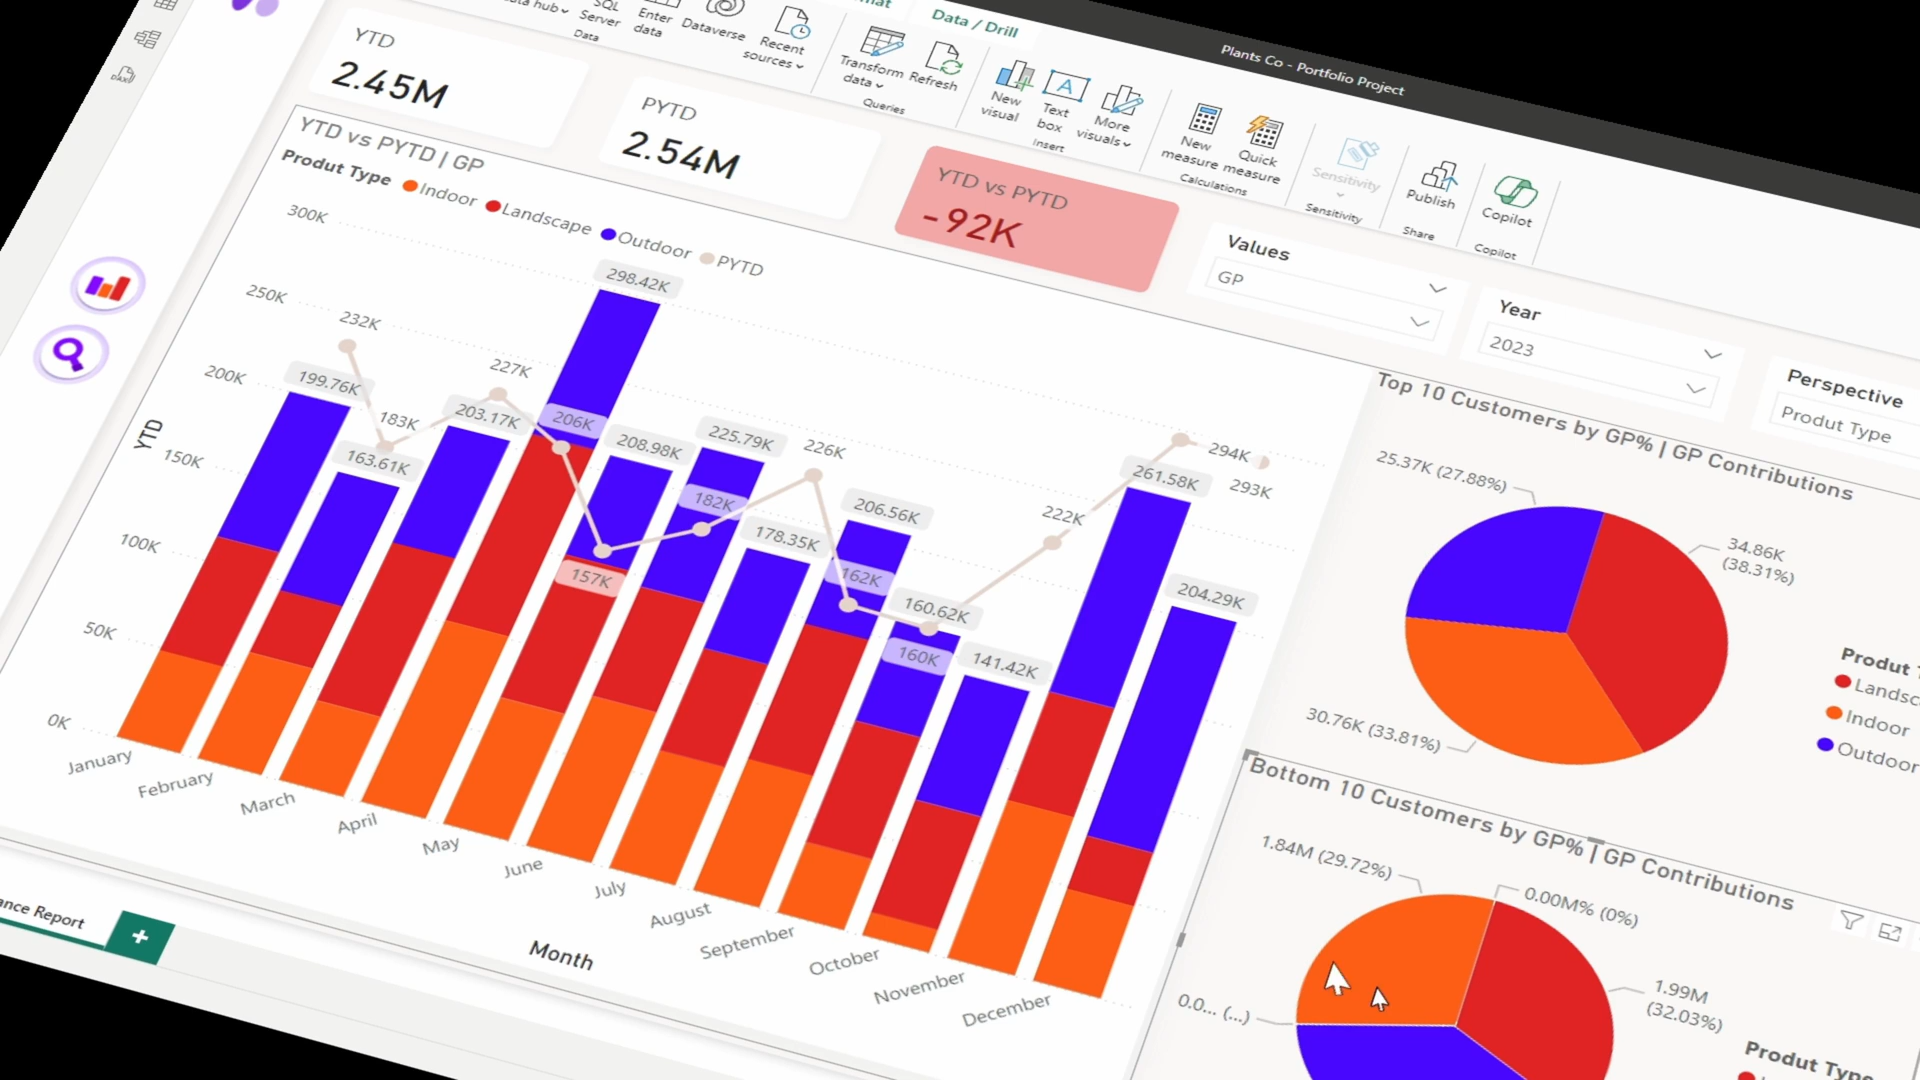 Plants Co - Portfolio Project
Data / Drill
SQL
Server
Enter
data
Dataverse
Recent
sources
Data
Transform
data
Refresh
Queries
New
visual
Text
box
More
visuals
Insert
New
measure
Quick
measure
Calculations
Sensitivity
Sensitivity
Publish
Share
Copilot
Copilot
YTD
2.45M
PYTD
2.54M
YTD vs PYTD
-92K
Values
GP
Year
2023
Perspective
Produt Type
YTD vs PYTD | GP
Produt Type Indoor Landscape Outdoor PYTD
300K
250K
200K
150K
100K
50K
0K
YTD
232K
199.76K
183K
163.61K
227K
203.17K
298.42K
206K
208.98K
157K
225.79K
182K
226K
178.35K
206.56K
162K
160.62K
160K
222K
141.42K
294K
261.58K
293K
204.29K
January
February
March
April
May
June
July
August
September
October
November
December
Month
Top 10 Customers by GP% | GP Contributions
25.37K (27.88%)
34.86K
(38.31%)
30.76K (33.81%)
Produt
Indoor
Outdoor
Bottom 10 Customers by GP% | GP Contributions
1.84M (29.72%)
0.00M% (0%)
1.99M
(32.03%)
0.0... (...)
Produt Type
Report
DAX
A
+